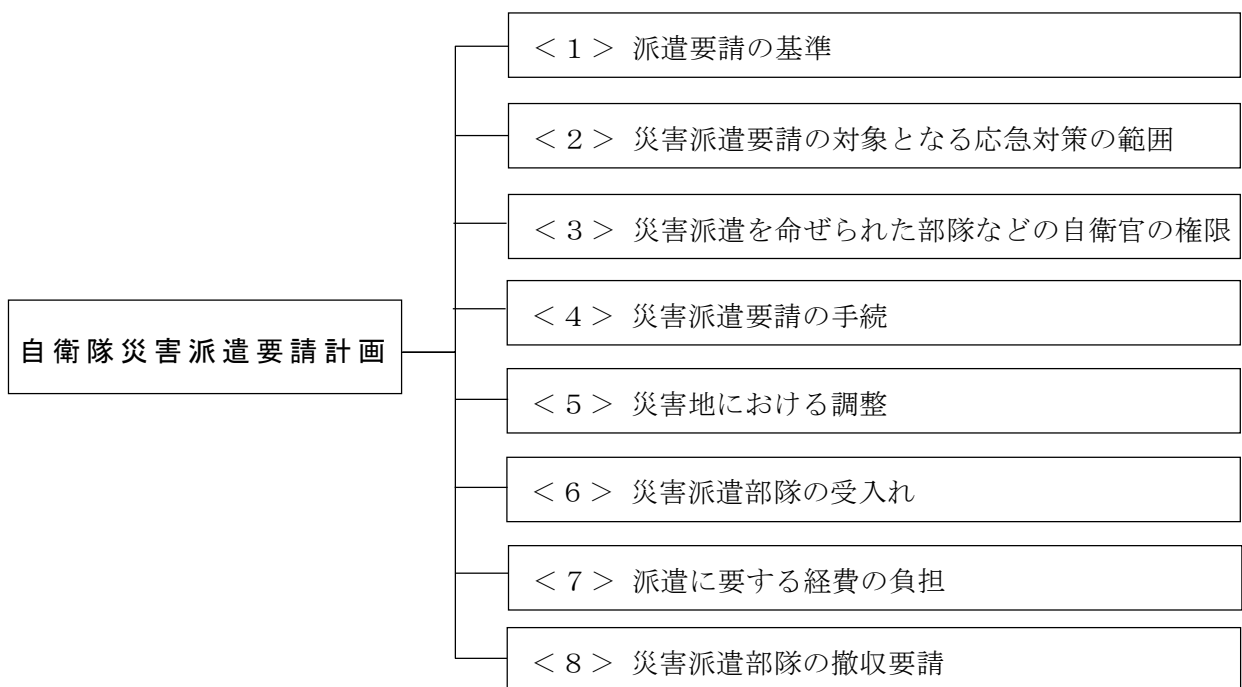 自衛隊災害派遣要請計画
＜１＞ 派遣要請の基準
＜２＞ 災害派遣要請の対象となる応急対策の範囲
＜３＞ 災害派遣を命ぜられた部隊などの自衛官の権限
＜４＞ 災害派遣要請の手続
＜５＞ 災害地における調整
＜６＞ 災害派遣部隊の受入れ
＜７＞ 派遣に要する経費の負担
＜８＞ 災害派遣部隊の撤収要請